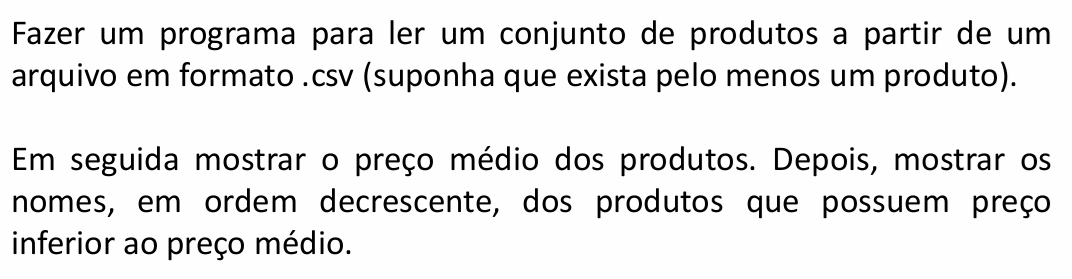 Fazer um programa para ler um conjunto de produtos a partir de um
arquivo em formato .csv (suponha que exista pelo menos um produto).
Em seguida mostrar o preço médio dos produtos. Depois, mostrar os
nomes, em ordem decrescente, dos produtos que possuem preço
inferior ao preço médio.